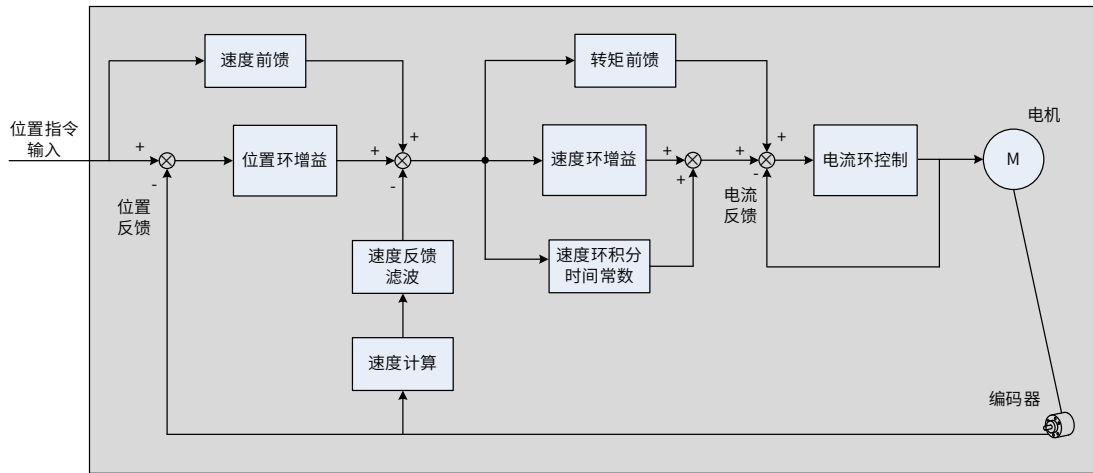 速度前馈
转矩前馈
电机
位置指令
输入
+
-
位置
反馈
位置环增益
+
+
-
速度环增益
+
+
+
+
-
电流
反馈
电流环控制
M
速度反馈
滤波
速度环积分
时间常数
速度计算
编码器